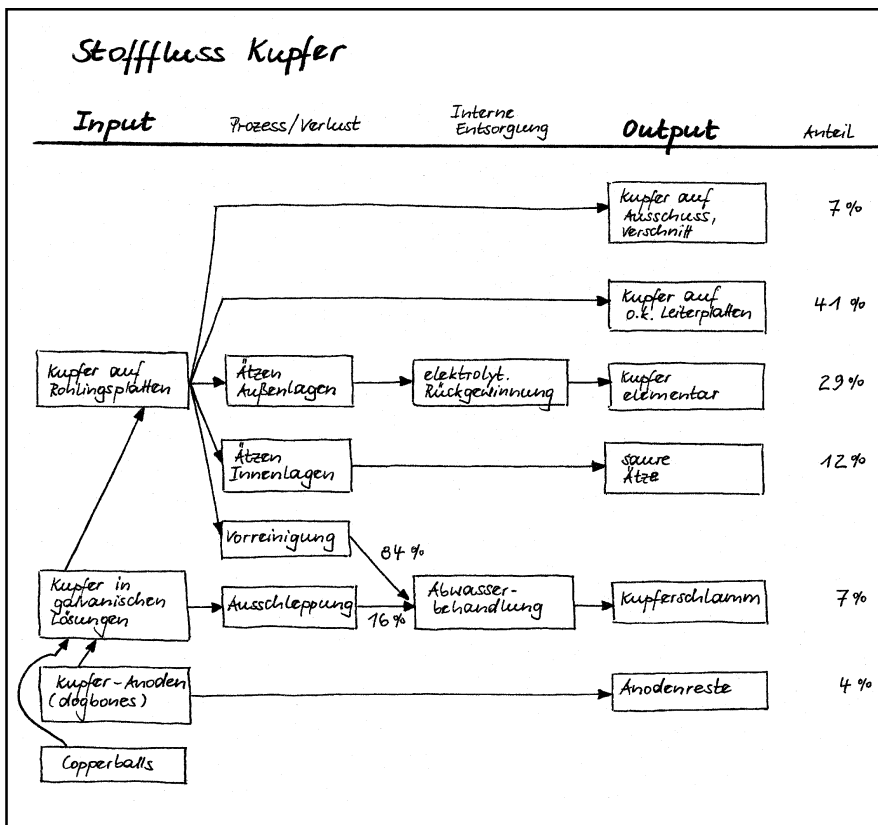 Stofffluss Kupfer
Input
Prozess/Verlust
Interne
Entsorgung
Output
Anteil
Kupfer auf
Ausschuss,
Verschnitt
7 %
Kupfer auf
o.k. Leiterplatten
41 %
Kupfer auf
Rohlingsplatten
Ätzen
Außenlagen
elektrolyt.
Rückgewinnung
Kupfer
elementar
29 %
Ätzen
Innenlagen
saure
Ätze
12 %
Vorreinigung
84 %
Kupfer in
galvanischen
Lösungen
Ausschleppung
16 %
Abwasser-
behandlung
Kupferschlamm
7 %
Kupfer-Anoden
(dogbones)
Anodenreste
4 %
Copperballs